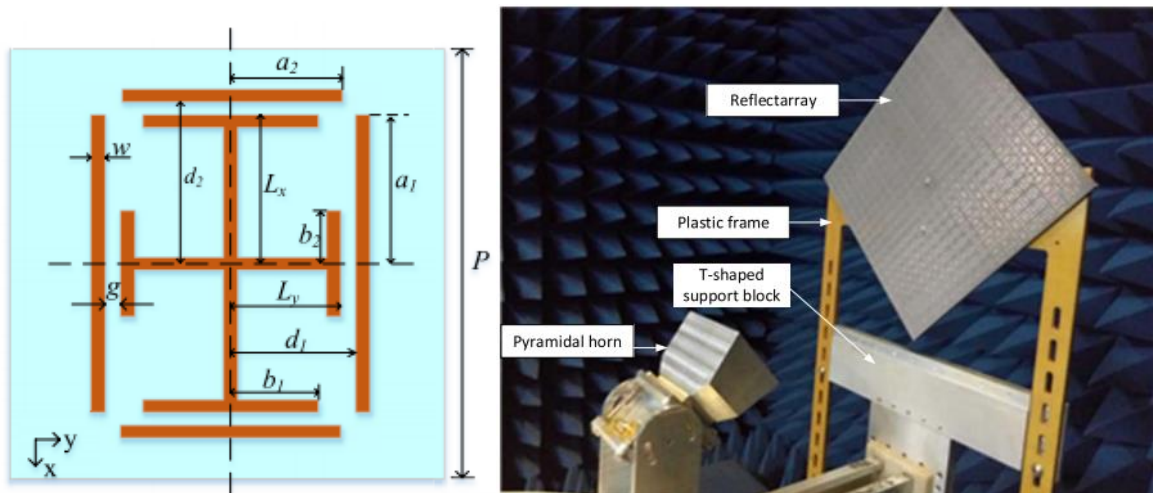 a2
w
d2
Lx
a1
b2
P
g
Ly
d1
b1
y
x
Reflectarray
Plastic frame
T-shaped
support block
Pyramidal horn